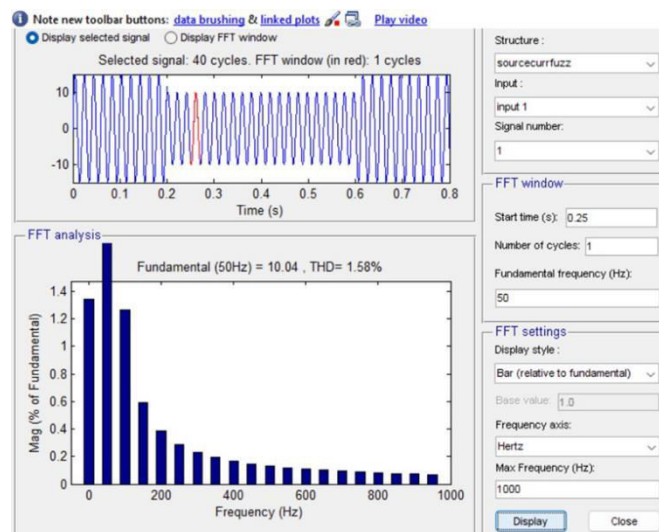 Note new toolbar buttons: data brushing & linked plots Play video
Display selected signal Display FFT window
Selected signal: 40 cycles. FFT window (in red): 1 cycles
10
0
-10
0 0.1 0.2 0.3 0.4 0.5 0.6 0.7 0.8
Time (s)
FFT analysis
Fundamental (50Hz) = 10.04 , THD= 1.58%
Mag (% of Fundamental)
1.4
1.2
1
0.8
0.6
0.4
0.2
0
0 200 400 600 800 1000
Frequency (Hz)
Structure :
sourcecurrfuzz
Input :
input 1
Signal number:
1
FFT window
Start time (s): 0.25
Number of cycles: 1
Fundamental frequency (Hz):
50
FFT settings
Display style :
Bar (relative to fundamental)
Base value: 1.0
Frequency axis:
Hertz
Max Frequency (Hz):
1000
Display Close